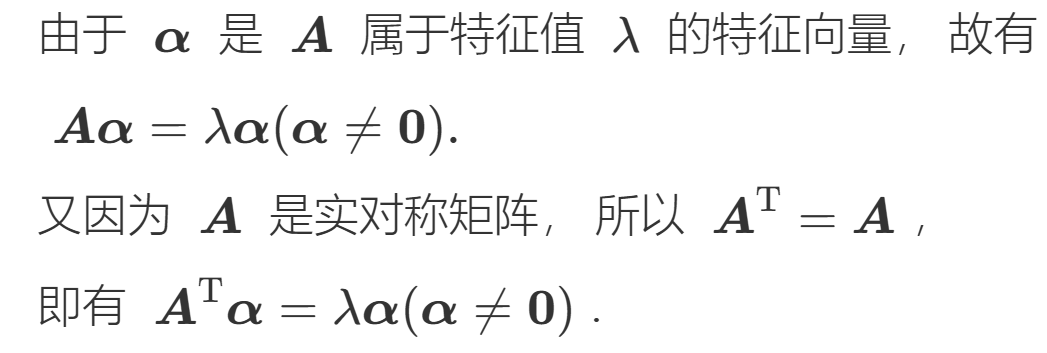 由于 α 是 A 属于特征值 λ 的特征向量, 故有
Aα = λα(α ≠ 0).
又因为 A 是实对称矩阵, 所以 Aᵀ = A ,
即有 Aᵀα = λα(α ≠ 0) .